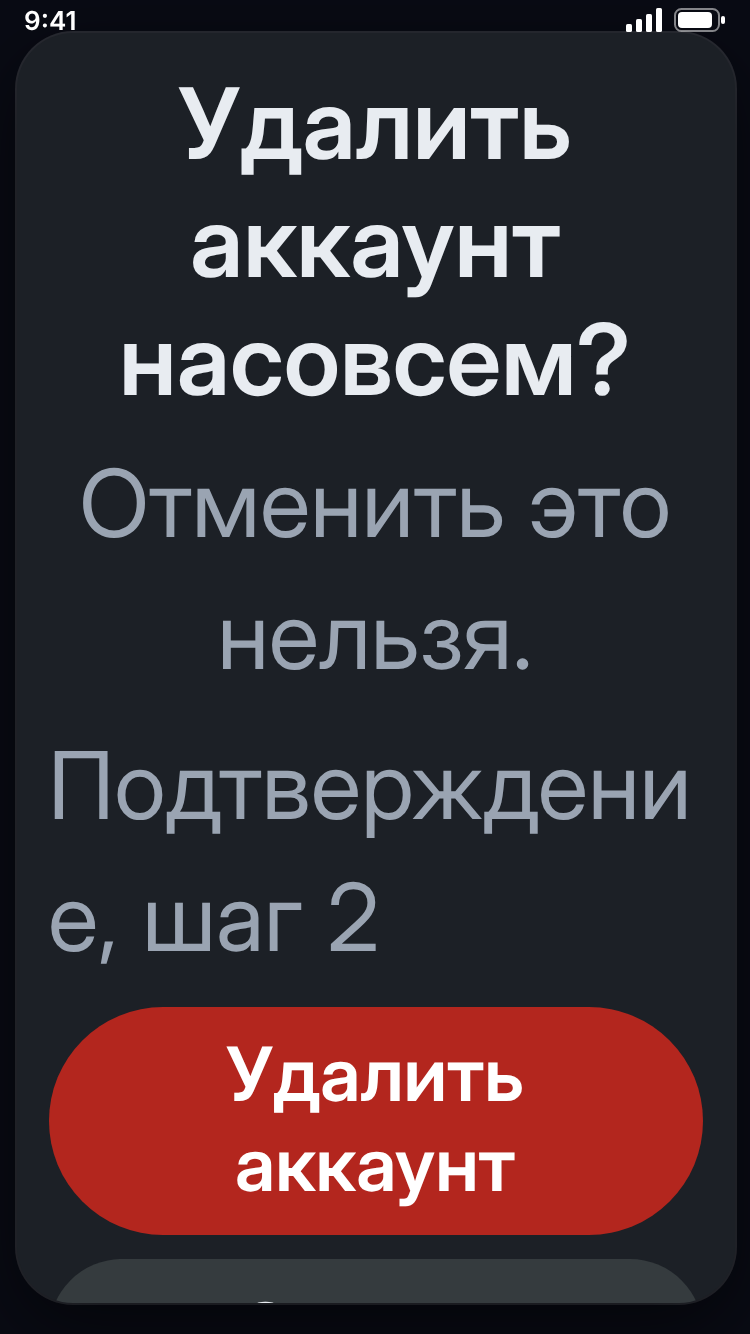 9:41
Удалить
аккаунт
насовсем?
Отменить это
нельзя.
Подтверждени
е, шаг 2
Удалить
аккаунт